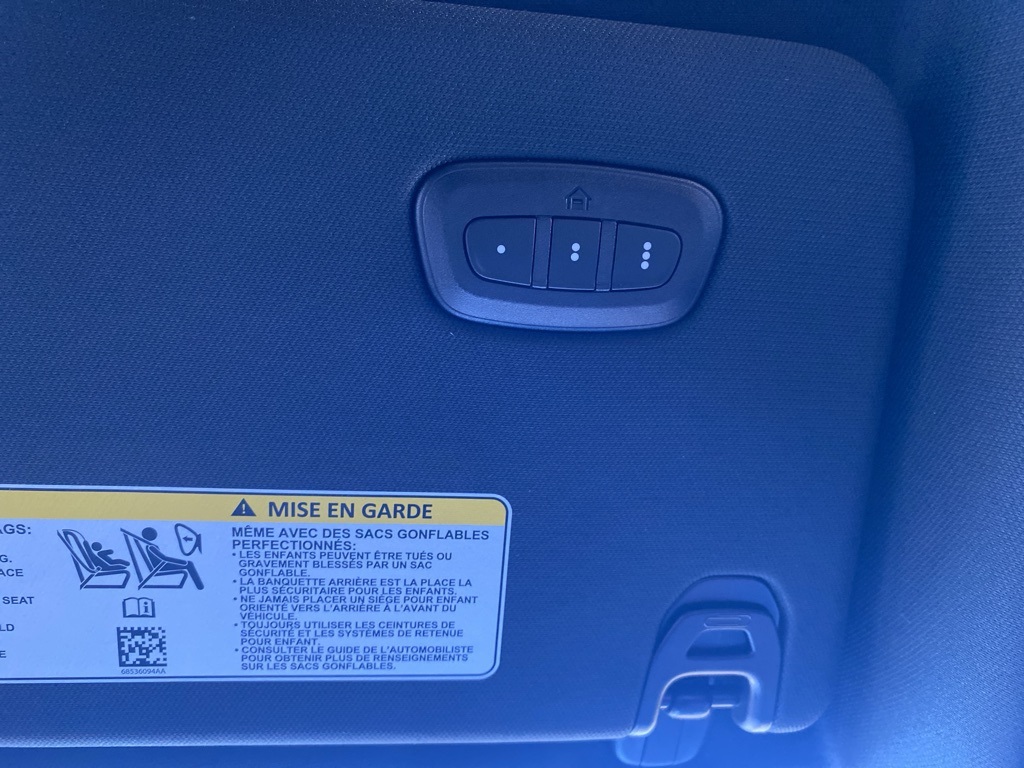 AGS:
G.
ACE
SEAT
LD
E
68536094AA
MISE EN GARDE
MÊME AVEC DES SACS GONFLABLES
PERFECTIONNÉS:
• LES ENFANTS PEUVENT ÊTRE TUÉS OU
GRAVEMENT BLESSÉS PAR UN SAC
GONFLABLE.
• LA BANQUETTE ARRIÈRE EST LA PLACE LA
PLUS SÉCURITAIRE POUR LES ENFANTS.
• NE JAMAIS PLACER UN SIÈGE POUR ENFANT
ORIENTÉ VERS L'ARRIÈRE À L'AVANT DU
VÉHICULE.
• TOUJOURS UTILISER LES CEINTURES DE
SÉCURITÉ ET LES SYSTÈMES DE RETENUE
POUR ENFANT.
• CONSULTER LE GUIDE DE L'AUTOMOBILISTE
POUR OBTENIR PLUS DE RENSEIGNEMENTS
SUR LES SACS GONFLABLES.